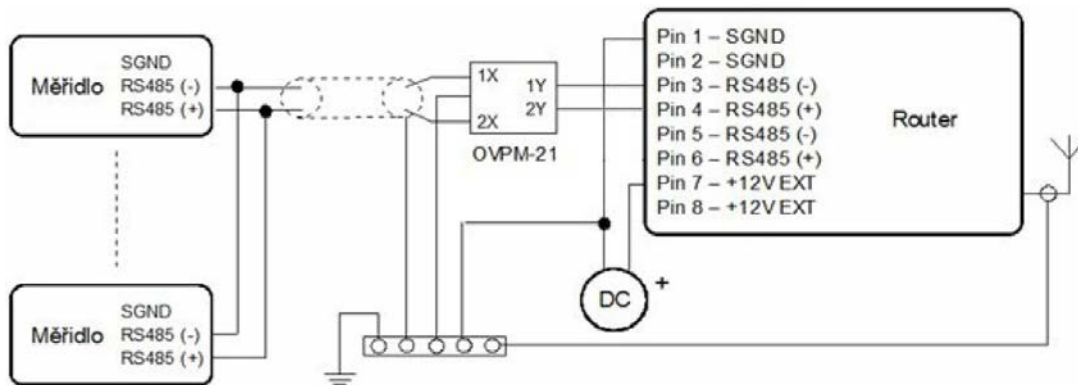 Měřidlo
SGND
RS485 (-)
RS485 (+)
1X
2X
1Y
2Y
OVPM-21
Pin 1 – SGND
Pin 2 – SGND
Pin 3 – RS485 (-)
Pin 4 – RS485 (+)
Pin 5 – RS485 (-)
Pin 6 – RS485 (+)
Pin 7 – +12V EXT
Pin 8 – +12V EXT
Router
DC
+
Měřidlo
SGND
RS485 (-)
RS485 (+)